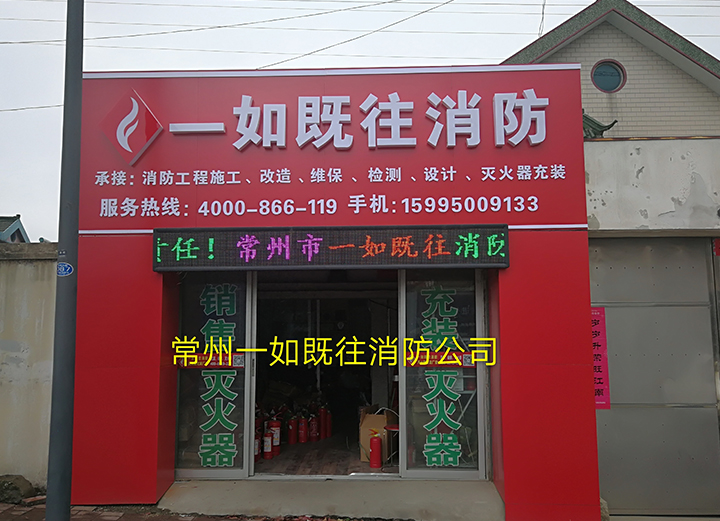 一如既往消防
承接：消防工程施工、改造、维保、检测、设计、灭火器充装
服务热线：4000-866-119 手机：15995009133
责任！常州市一如既往消防
常州一如既往消防公司
销售灭火器
充装灭火器